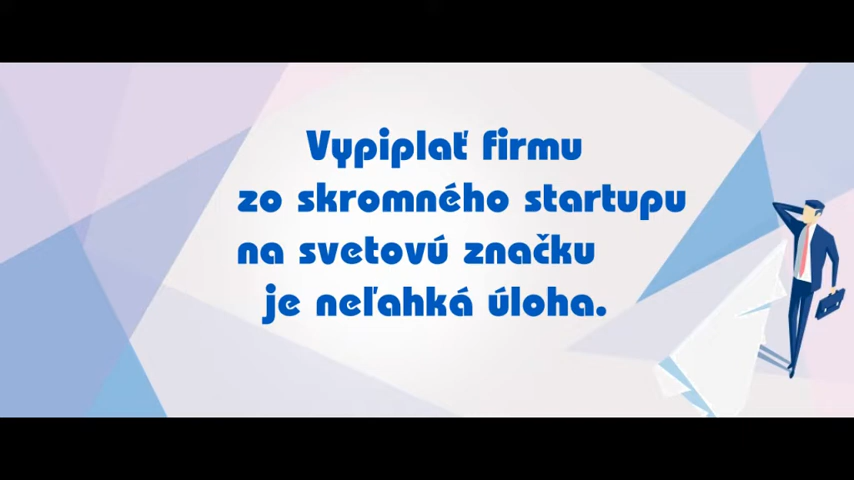 Vypiplať firmu
zo skromného startupu
na svetovú značku
je neľahká úloha.